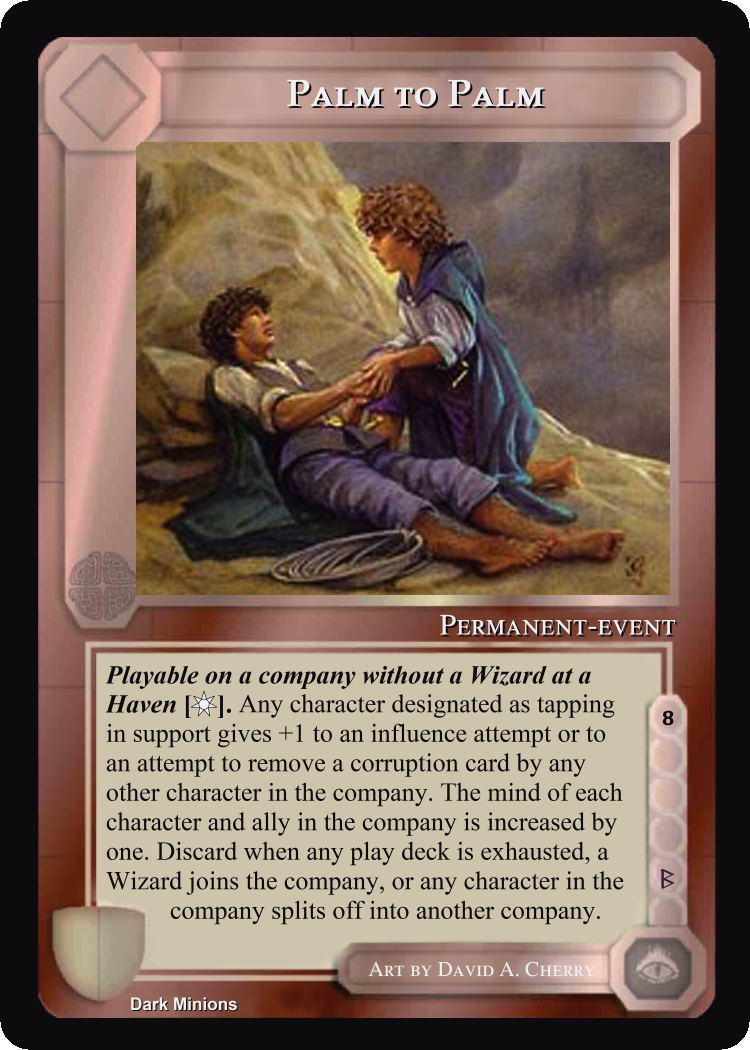 PALM TO PALM
PERMANENT-EVENT
Playable on a company without a Wizard at a
Haven [ ]. Any character designated as tapping
in support gives +1 to an influence attempt or to
an attempt to remove a corruption card by any
other character in the company. The mind of each
character and ally in the company is increased by
one. Discard when any play deck is exhausted, a
Wizard joins the company, or any character in the
company splits off into another company.
8
ᛒ
ART BY DAVID A. CHERRY
Dark Minions